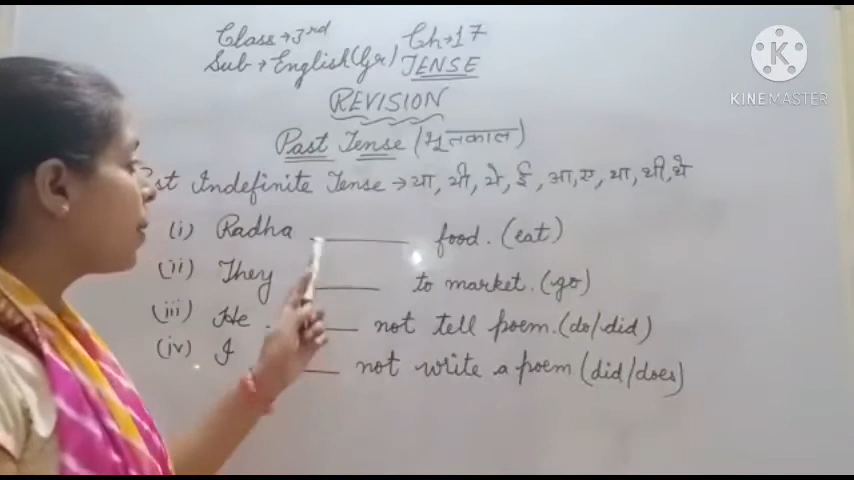 Class→3rd Ch→17
Sub→English(Gr) TENSE
REVISION
Past Tense (भूतकाल)
Indefinite Tense → या, यी, ये, ई, आ, ए, था, थी, थे
(i) Radha ______ food. (eat)
(ii) They ______ to market. (go)
(iii) He ______ not tell poem. (do/did)
(iv) I ______ not write a poem (did/does)
K
KINEMASTER